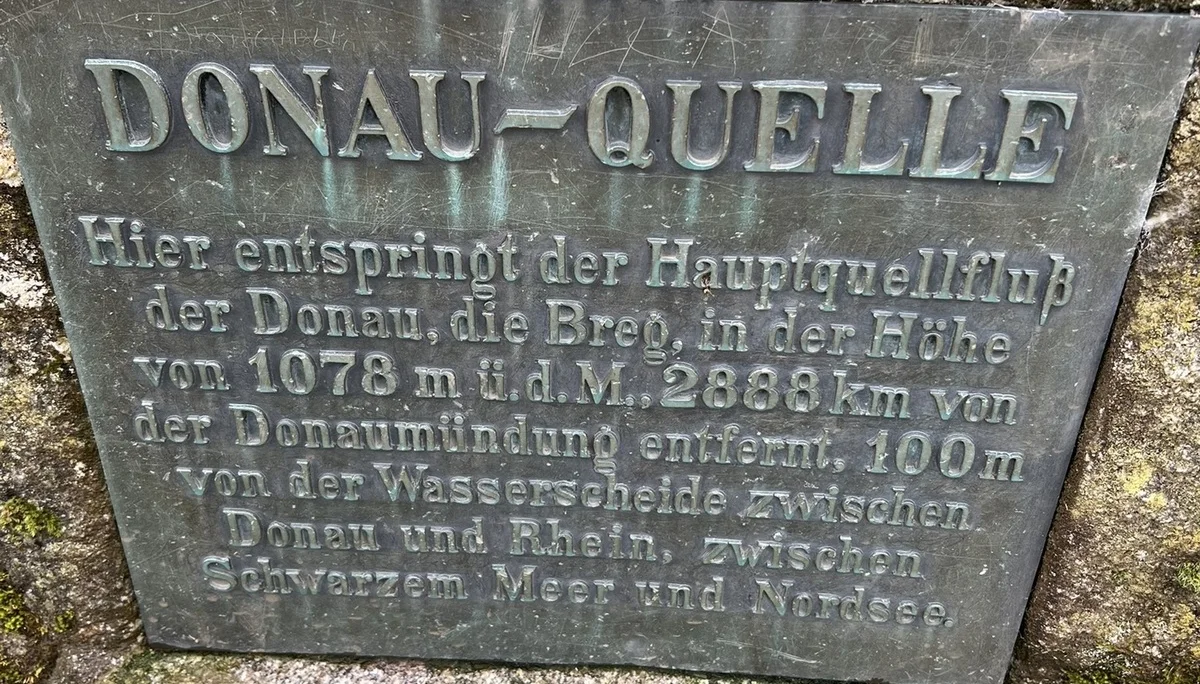 DONAU-QUELLE
Hier entspringt der Hauptquellfluß
der Donau, die Breg, in der Höhe
von 1078 m ü.d.M., 2888 km von
der Donaumündung entfernt, 100 m
von der Wasserscheide zwischen
Donau und Rhein, zwischen
Schwarzem Meer und Nordsee.